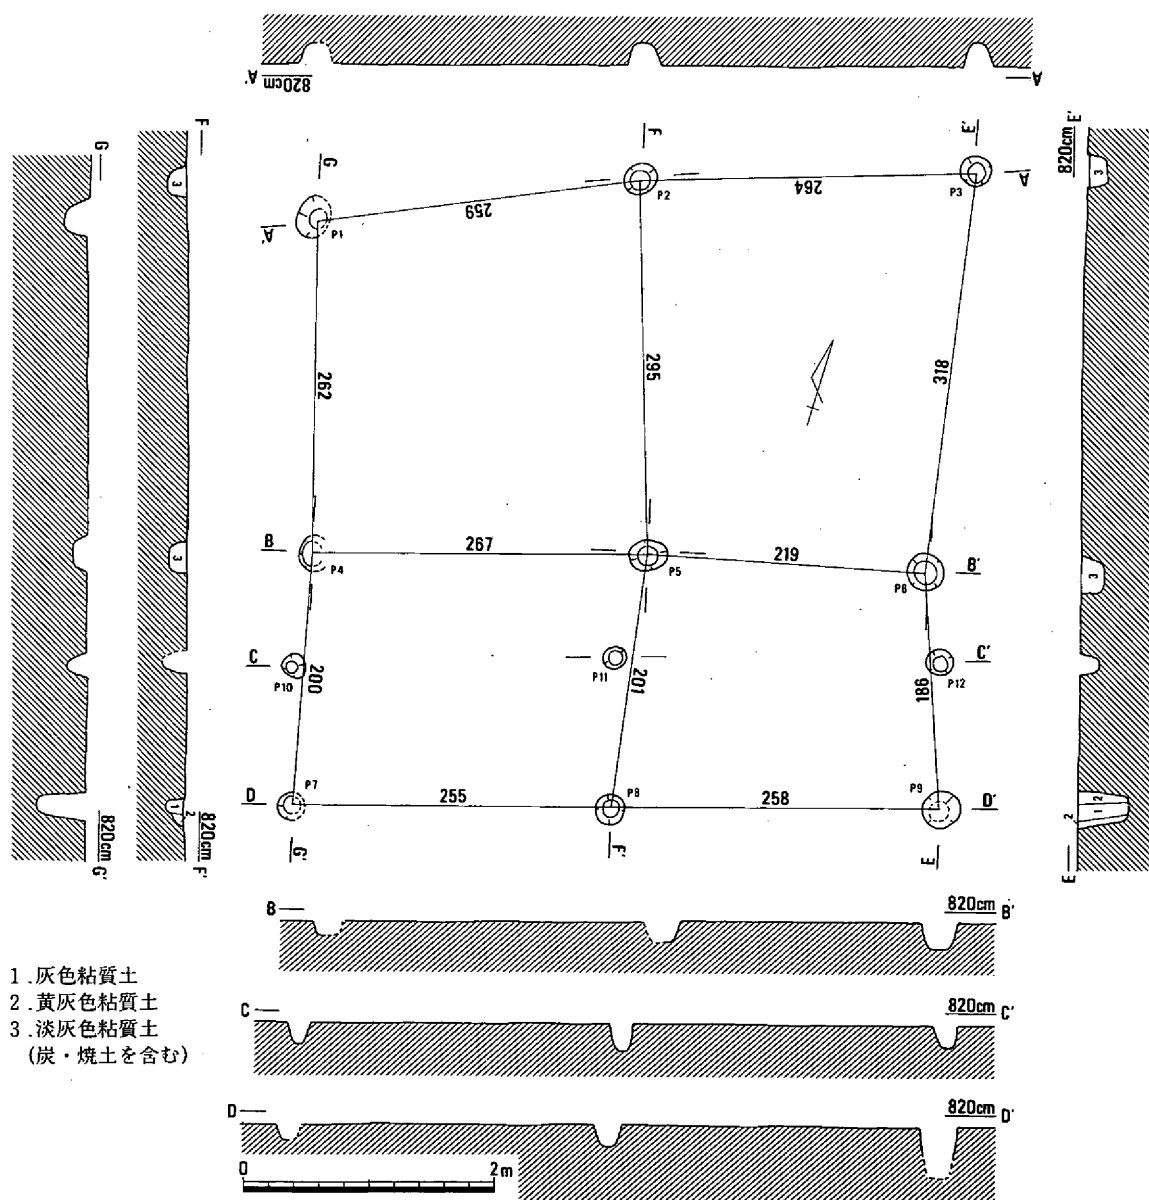 A'
820cm
A
G
F
E'
820cm
E'
G
F
3
3
P2
264
A
P3
259
A'
P1
262
295
318
B
267
219
3
P4
P5
P6
B'
3
C
C'
P10
200
P11
201
186
P12
P7
P9
D
255
P8
258
D'
1
2
2
1
2
820cm
G'
820cm
F'
G'
F'
E
E
B
820cm
B'
1.灰色粘質土
2.黄灰色粘質土
3.淡灰色粘質土
(炭・焼土を含む)
C
820cm
C'
D
820cm
D'
0
2m